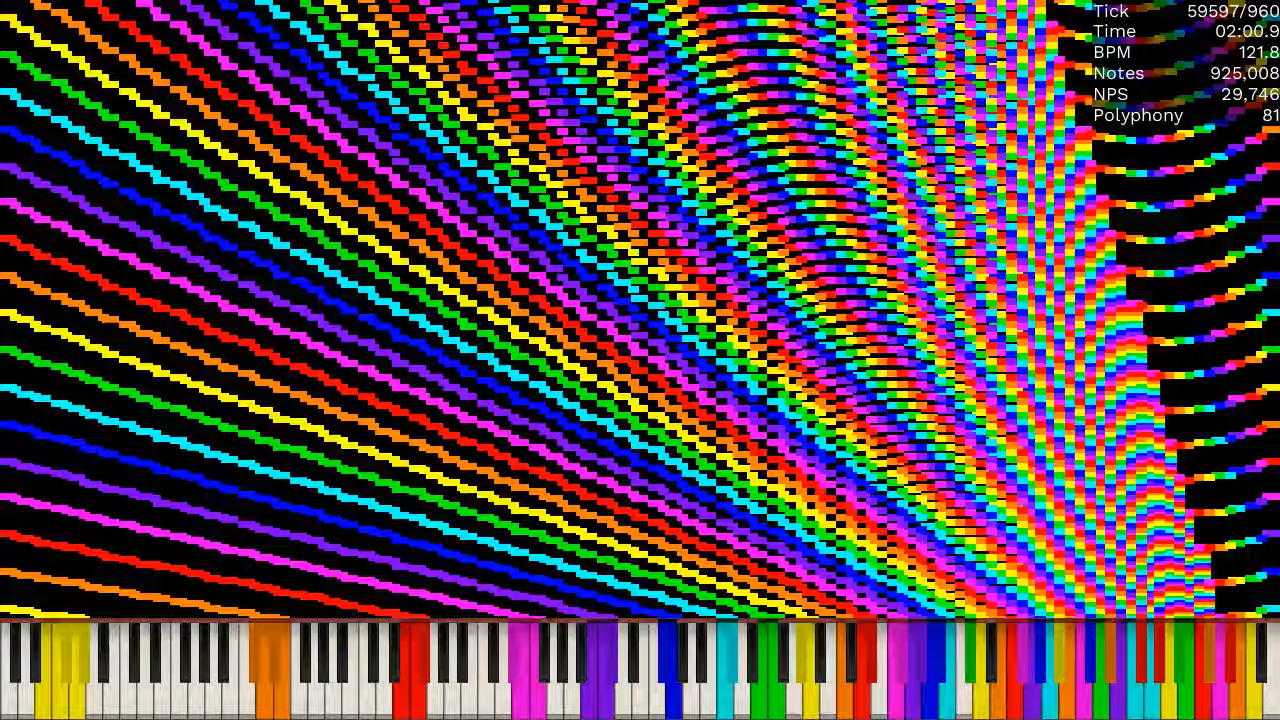 Tick 59597/960
Time 02:00.9
BPM 121.8
Notes 925,008
NPS 29,746
Polyphony 81